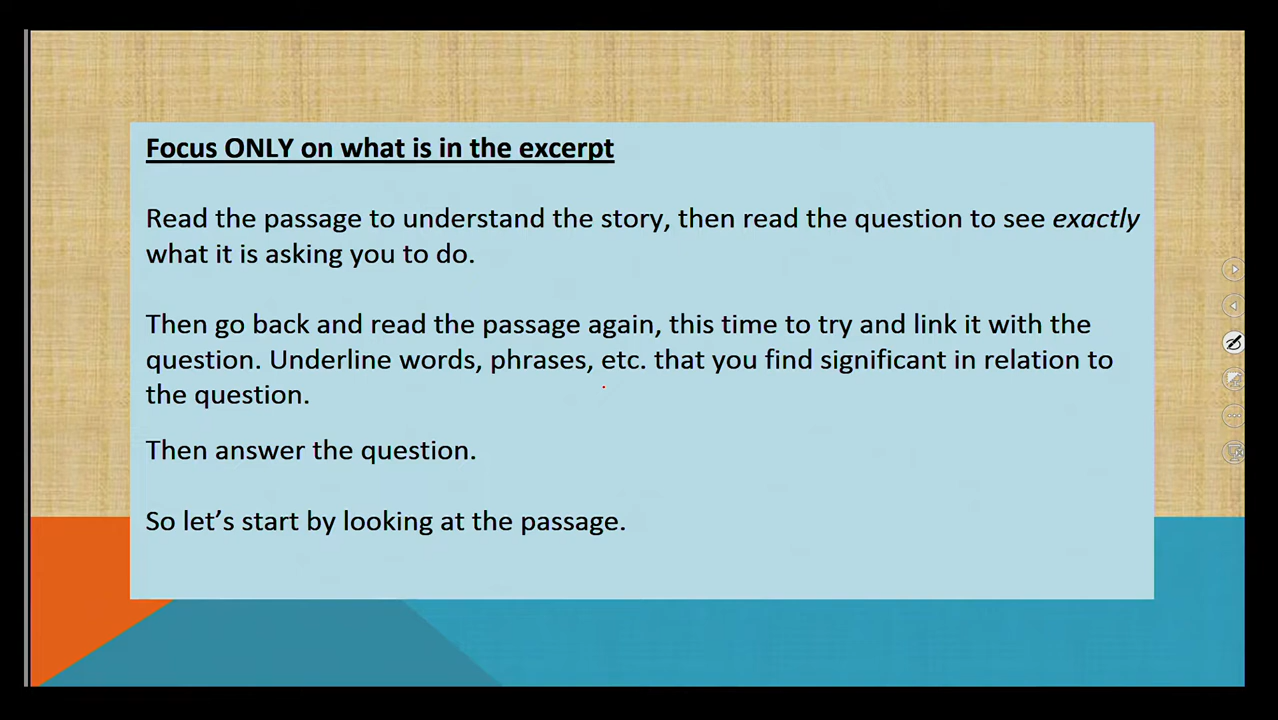 Focus ONLY on what is in the excerpt
Read the passage to understand the story, then read the question to see exactly
what it is asking you to do.
Then go back and read the passage again, this time to try and link it with the
question. Underline words, phrases, etc. that you find significant in relation to
the question.
Then answer the question.
So let’s start by looking at the passage.